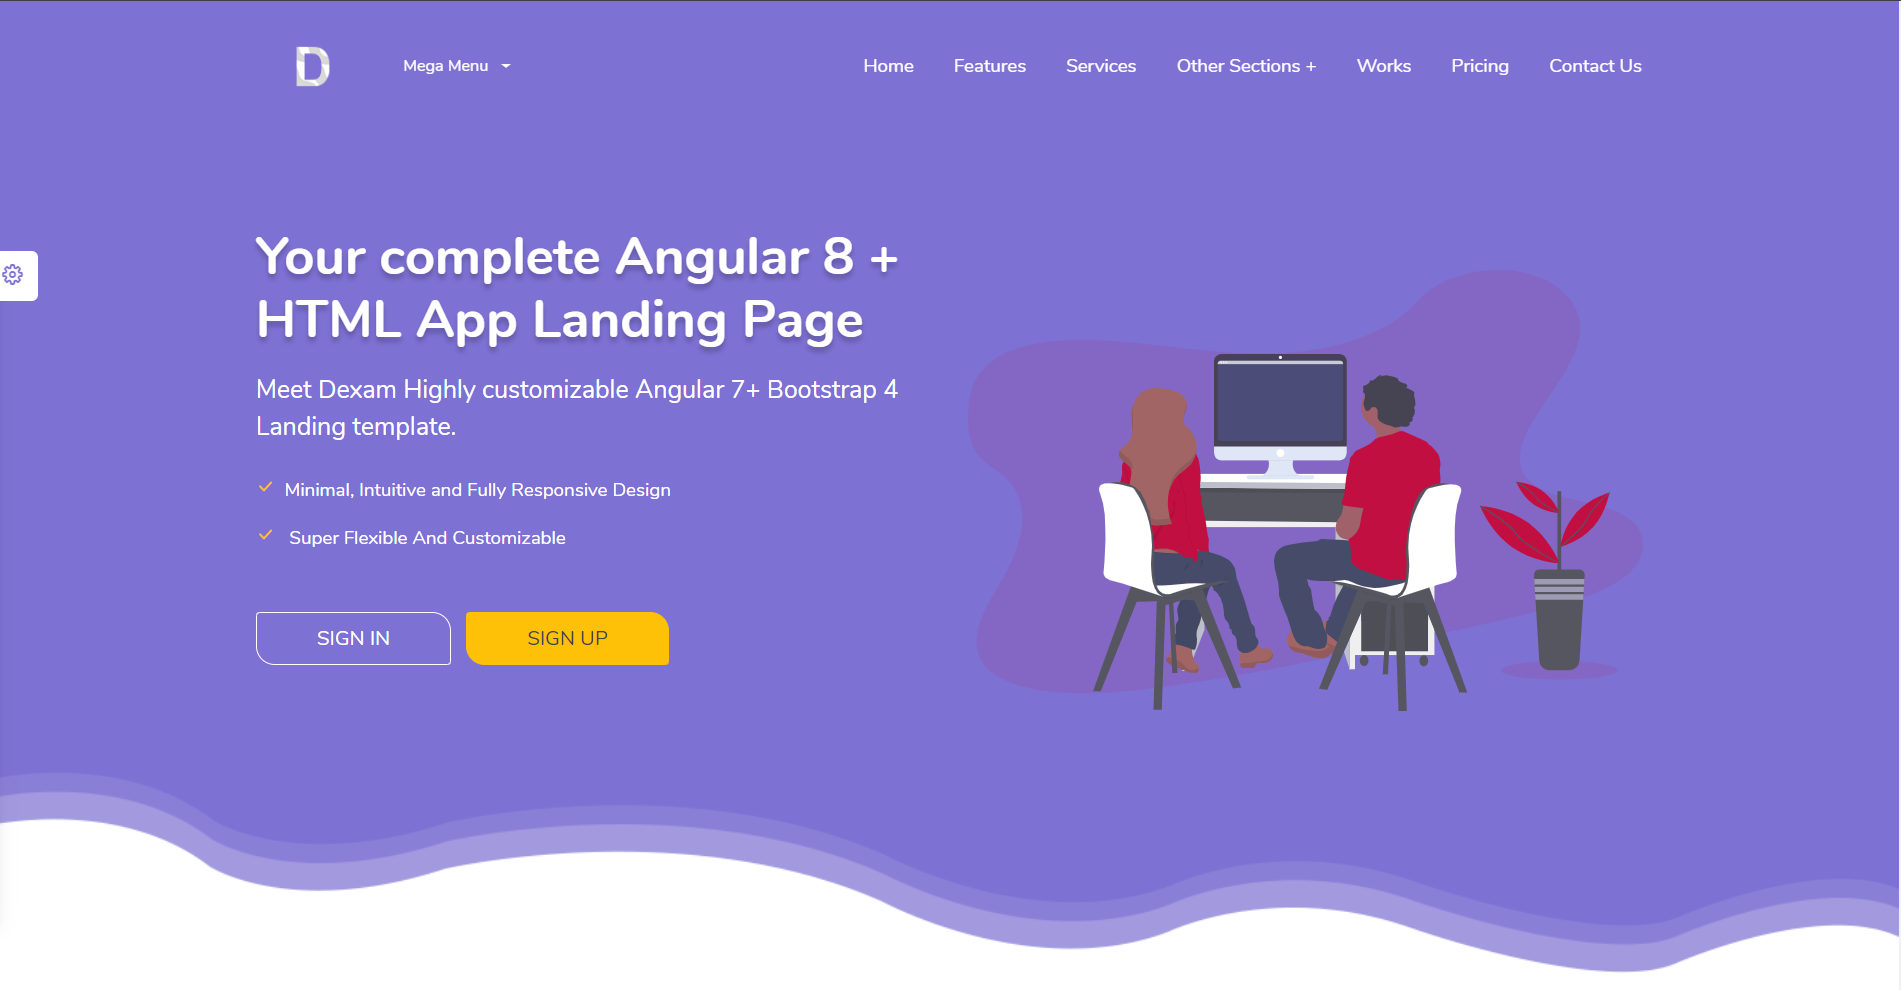 D
Mega Menu
Home Features Services Other Sections + Works Pricing Contact Us
Your complete Angular 8 +
HTML App Landing Page
Meet Dexam Highly customizable Angular 7+ Bootstrap 4
Landing template.
Minimal, Intuitive and Fully Responsive Design
Super Flexible And Customizable
SIGN IN SIGN UP